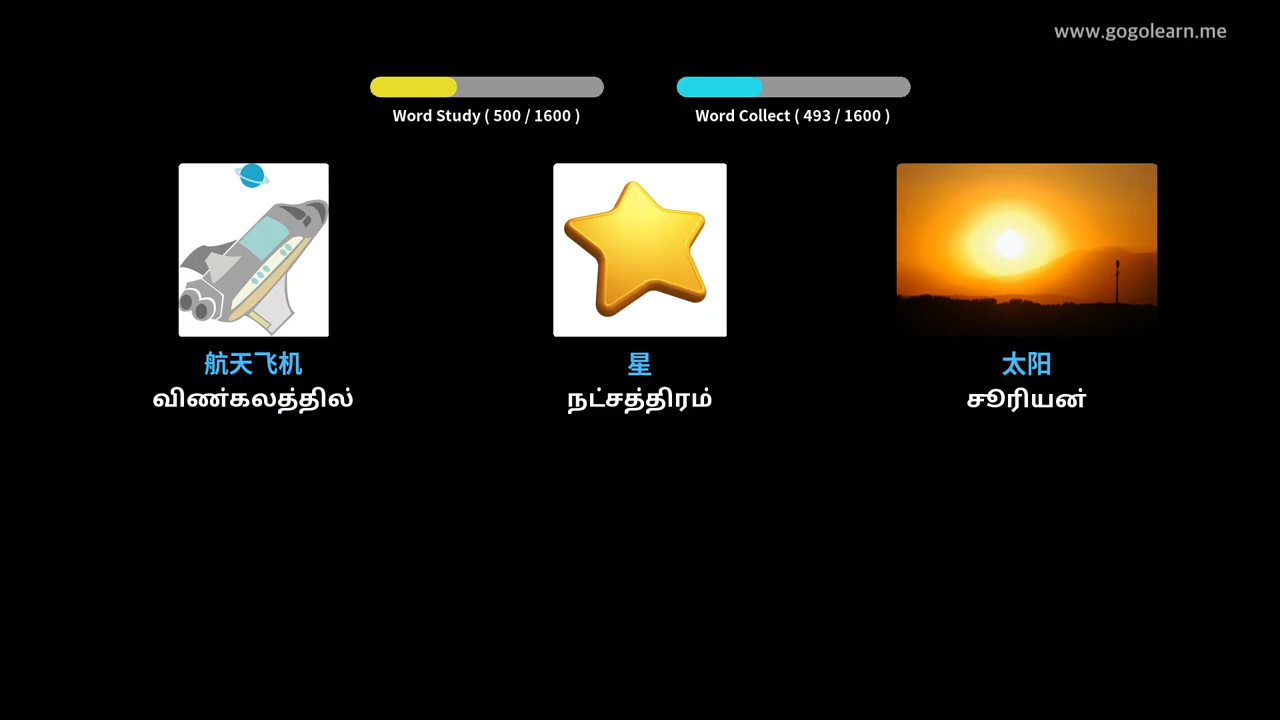 www.gogolearn.me
Word Study ( 500 / 1600 )
Word Collect ( 493 / 1600 )
航天飞机
விண்கலத்தில்
星
நட்சத்திரம்
太阳
சூரியன்